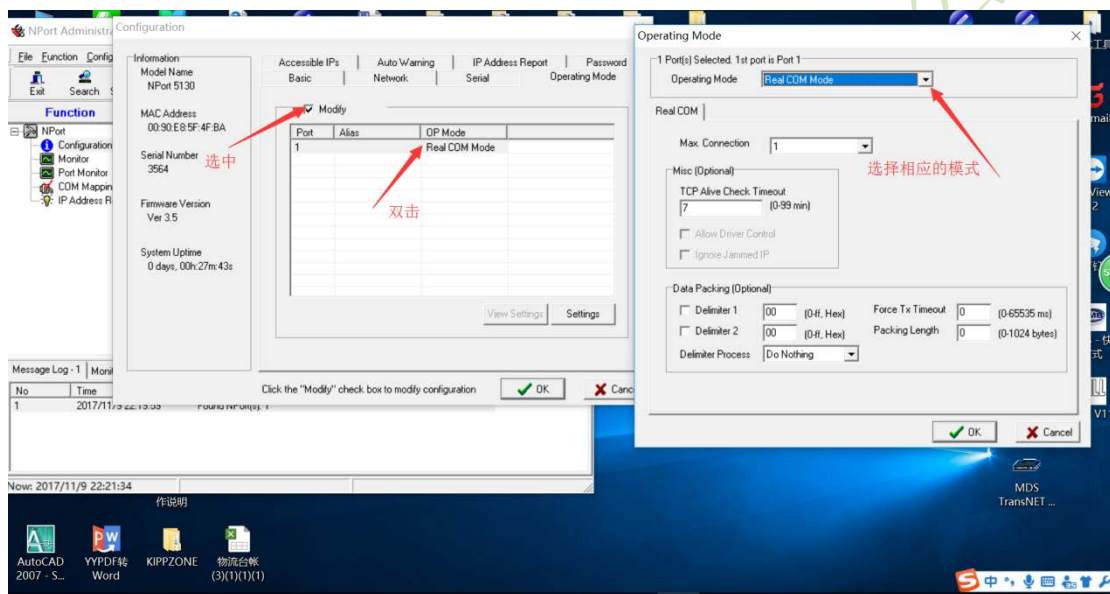 NPort Administra
Configuration
File Function Config
Exit Search
Function
NPort
Configuration
Monitor
Port Monitor
COM Mappin
IP Address R
Information
Model Name
NPort 5130
MAC Address
00:90:E8:5F:4F:BA
Serial Number
3564
Firmware Version
Ver 3.5
System Uptime
0 days, 00h:27m:43s
选中
Accessible IPs Auto Warning IP Address Report Password
Basic Network Serial Operating Mode
Modify
Port Alias OP Mode
1 Real COM Mode
双击
View Settings Settings
Click the "Modify" check box to modify configuration OK Canc
Operating Mode
1 Port(s) Selected. 1st port is Port 1
Operating Mode Real COM Mode
Real COM
Max. Connection 1
选择相应的模式
Misc (Optional)
TCP Alive Check Timeout
7 (0-99 min)
Allow Driver Control
Ignore Jammed IP
Data Packing (Optional)
Delimiter 1 00 (0-ff, Hex) Force Tx Timeout 0 (0-65535 ms)
Delimiter 2 00 (0-ff, Hex) Packing Length 0 (0-1024 bytes)
Delimiter Process Do Nothing
OK Cancel
Message Log - 1 Moni
No Time
1 2017/11/9 22:19:53 Found NPort(s): 1
Now: 2017/11/9 22:21:34
作说明
AutoCAD
2007 - S...
YYPDF转
Word
KIPPZONE
物流台帐
(3)(1)(1)(1)
MDS
TransNET ...
中